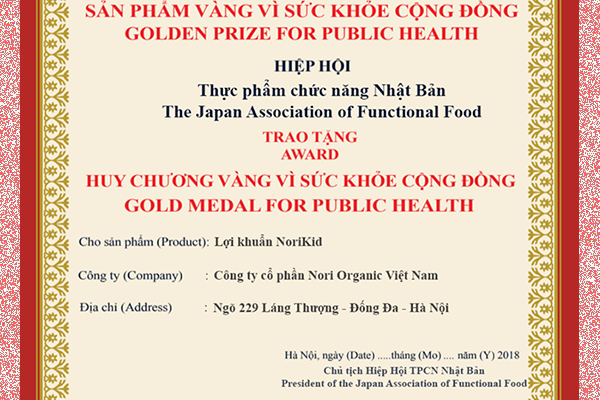 SẢN PHẨM VÀNG VÌ SỨC KHỎE CỘNG ĐỒNG
GOLDEN PRIZE FOR PUBLIC HEALTH
HIỆP HỘI
Thực phẩm chức năng Nhật Bản
The Japan Association of Functional Food
TRAO TẶNG
AWARD
HUY CHƯƠNG VÀNG VÌ SỨC KHỎE CỘNG ĐỒNG
GOLD MEDAL FOR PUBLIC HEALTH
Cho sản phẩm (Product): Lợi khuẩn NoriKid
Công ty (Company) : Công ty cổ phần Nori Organic Việt Nam
Địa chỉ (Address) : Ngõ 229 Láng Thượng - Đống Đa - Hà Nội
Hà Nội, ngày (Date) .....tháng (Mo) .... năm (Y) 2018
Chủ tịch Hiệp Hội TPCN Nhật Bản
President of the Japan Association of Functional Food